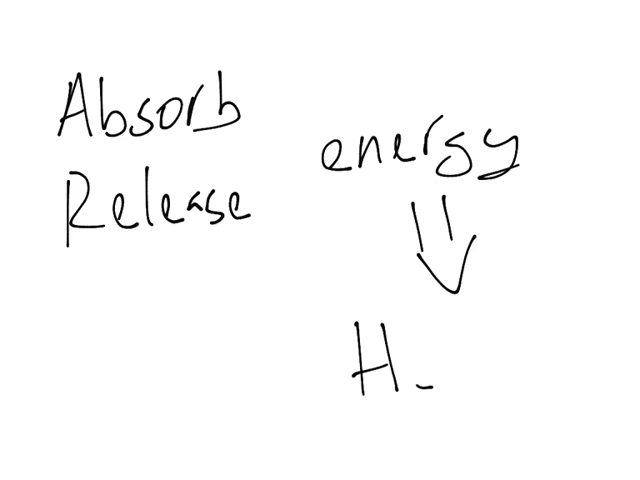 Absorb
energy
Release
⇓
H-